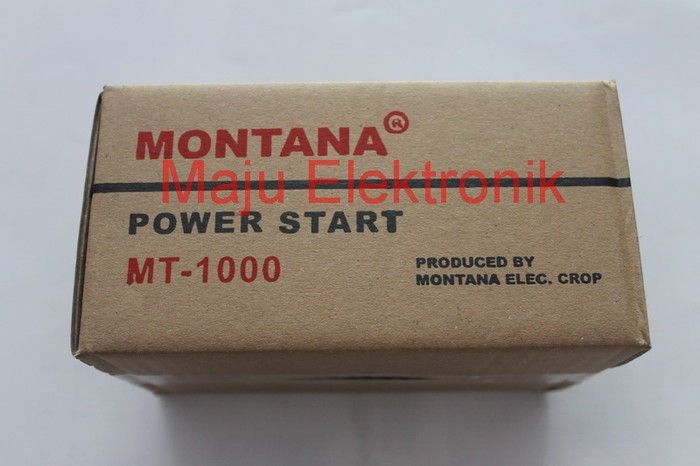 MONTANA®
Maju Elektronik
POWER START
MT-1000
PRODUCED BY
MONTANA ELEC. CROP